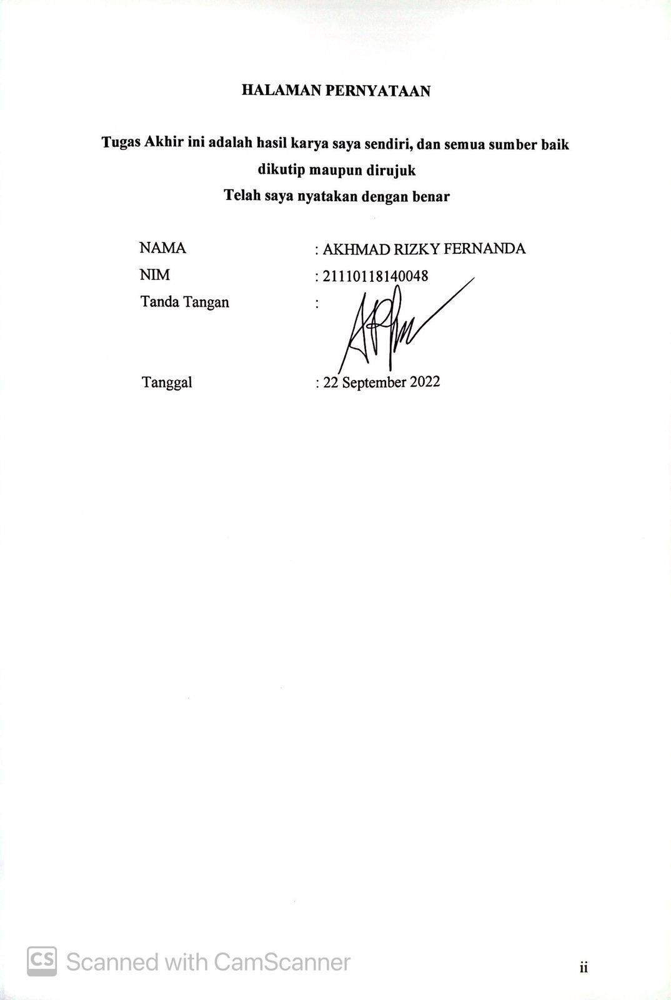 HALAMAN PERNYATAAN
Tugas Akhir ini adalah hasil karya saya sendiri, dan semua sumber baik
dikutip maupun dirujuk
Telah saya nyatakan dengan benar
NAMA : AKHMAD RIZKY FERNANDA
NIM : 21110118140048
Tanda Tangan :
Tanggal : 22 September 2022
CS Scanned with CamScanner
ii